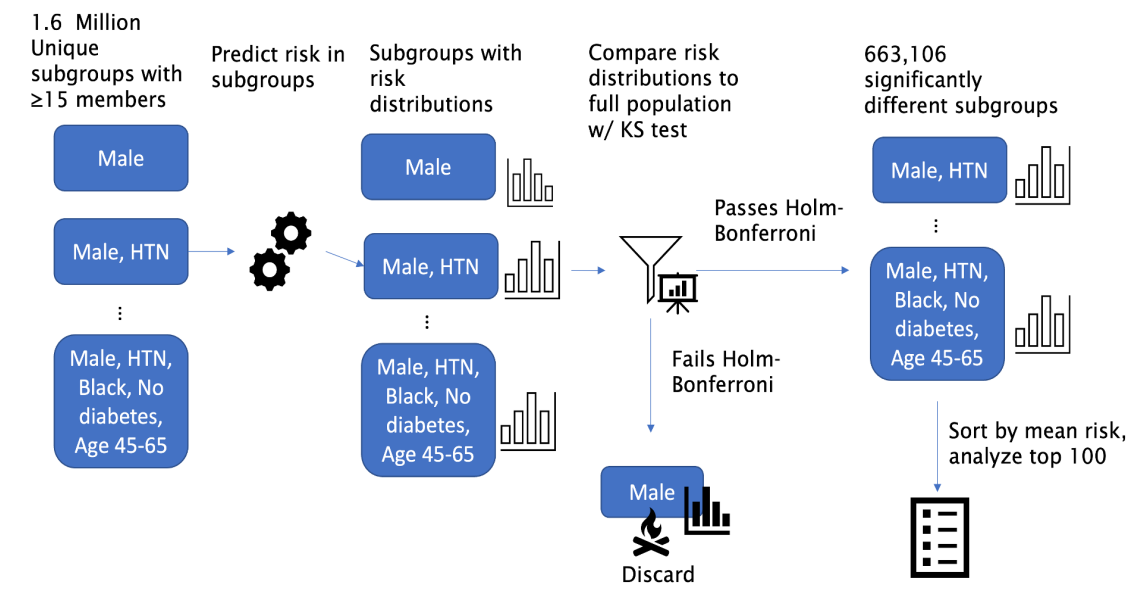 1.6 Million
Unique
subgroups with
≥15 members
Predict risk in
subgroups
Subgroups with
risk
distributions
Compare risk
distributions to
full population
w/ KS test
663,106
significantly
different subgroups
Male
Male, HTN
⋮
Male, HTN,
Black, No
diabetes,
Age 45-65
Male
Male, HTN
⋮
Male, HTN,
Black, No
diabetes,
Age 45-65
Passes Holm-
Bonferroni
Fails Holm-
Bonferroni
Male
Discard
Male, HTN
⋮
Male, HTN,
Black, No
diabetes,
Age 45-65
Sort by mean risk,
analyze top 100